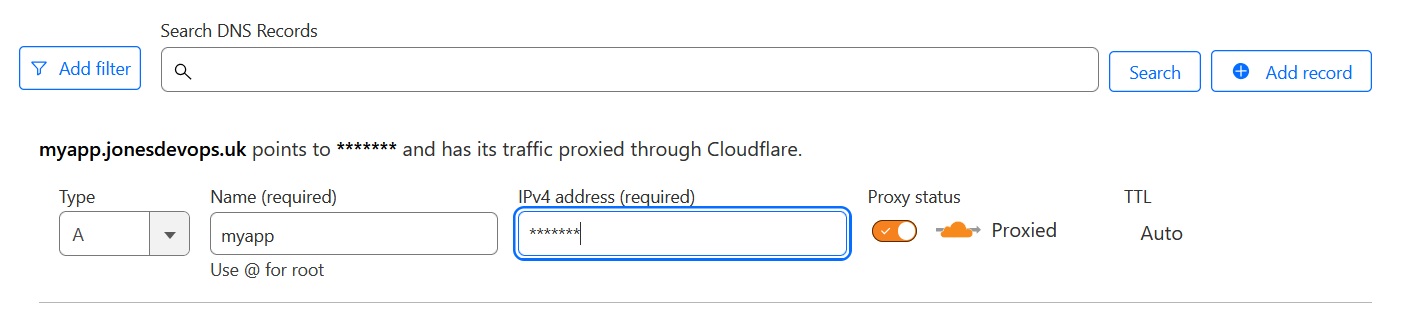 Search DNS Records
Add filter
Search
Add record
myapp.jonesdevops.uk points to ******* and has its traffic proxied through Cloudflare.
Type Name (required) IPv4 address (required) Proxy status TTL
A myapp ******* Proxied Auto
Use @ for root